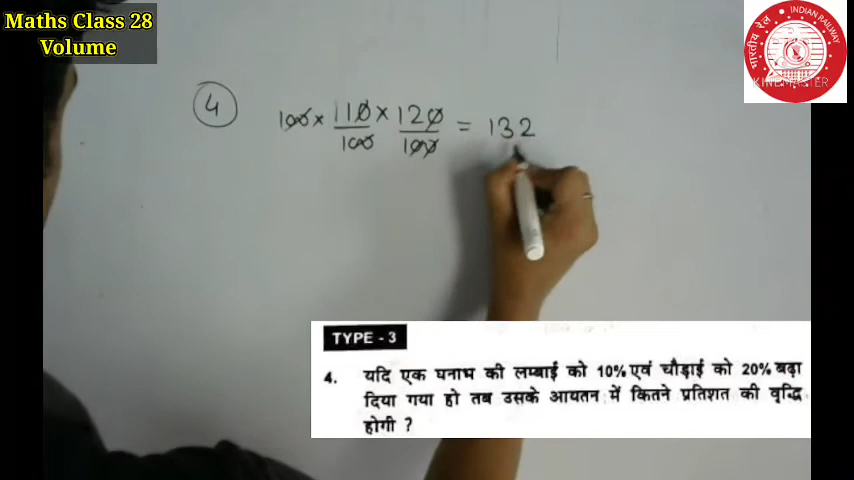 Maths Class 28
Volume
भारतीय रेल INDIAN RAILWAY
KINEMASTER
4 100 × 110/100 × 120/100 = 132
TYPE - 3
4. यदि एक घनाभ की लम्बाई को 10% एवं चौड़ाई को 20% बढ़ा
दिया गया हो तब उसके आयतन में कितने प्रतिशत की वृद्धि
होगी ?